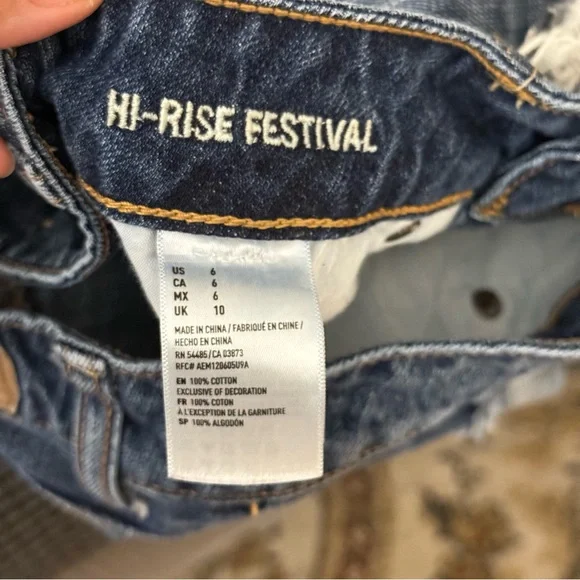 HI-RISE FESTIVAL
US 6
CA 6
MX 6
UK 10
MADE IN CHINA / FABRIQUÉ EN CHINE /
HECHO EN CHINA
RN 54485/CA 03873
RFC# AEM120605U9A
EN 100% COTTON
EXCLUSIVE OF DECORATION
FR 100% COTON
À L'EXCEPTION DE LA GARNITURE
SP 100% ALGODÓN